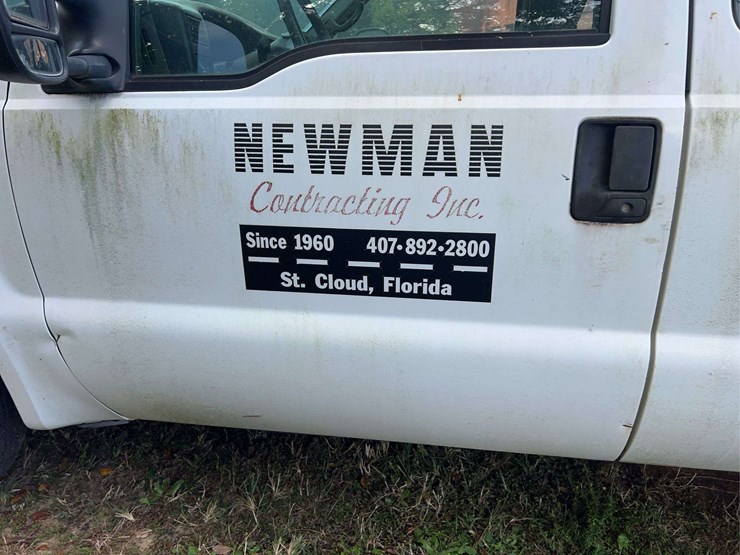 NEWMAN
Contracting Inc.
Since 1960 407·892·2800
St. Cloud, Florida